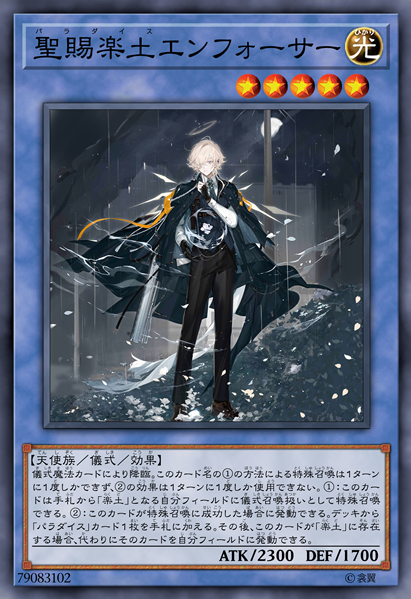 パラダイス
聖賜楽土エンフォーサー
ひかり
光
【天使族／儀式／効果】
儀式魔法カードにより降臨。このカード名の①の方法による特殊召喚は1ターン
に1度しかできず、②の効果は1ターンに1度しか使用できない。①：このカー
ドは手札から「楽土」となる自分フィールドに儀式召喚扱いとして特殊召喚
できる。②：このカードが特殊召喚に成功した場合に発動できる。デッキから
「パラダイス」カード1枚を手札に加える。その後、このカードが「楽土」に存在
する場合、代わりにそのカードを自分フィールドに発動できる。
ATK/2300 DEF/1700
79083102